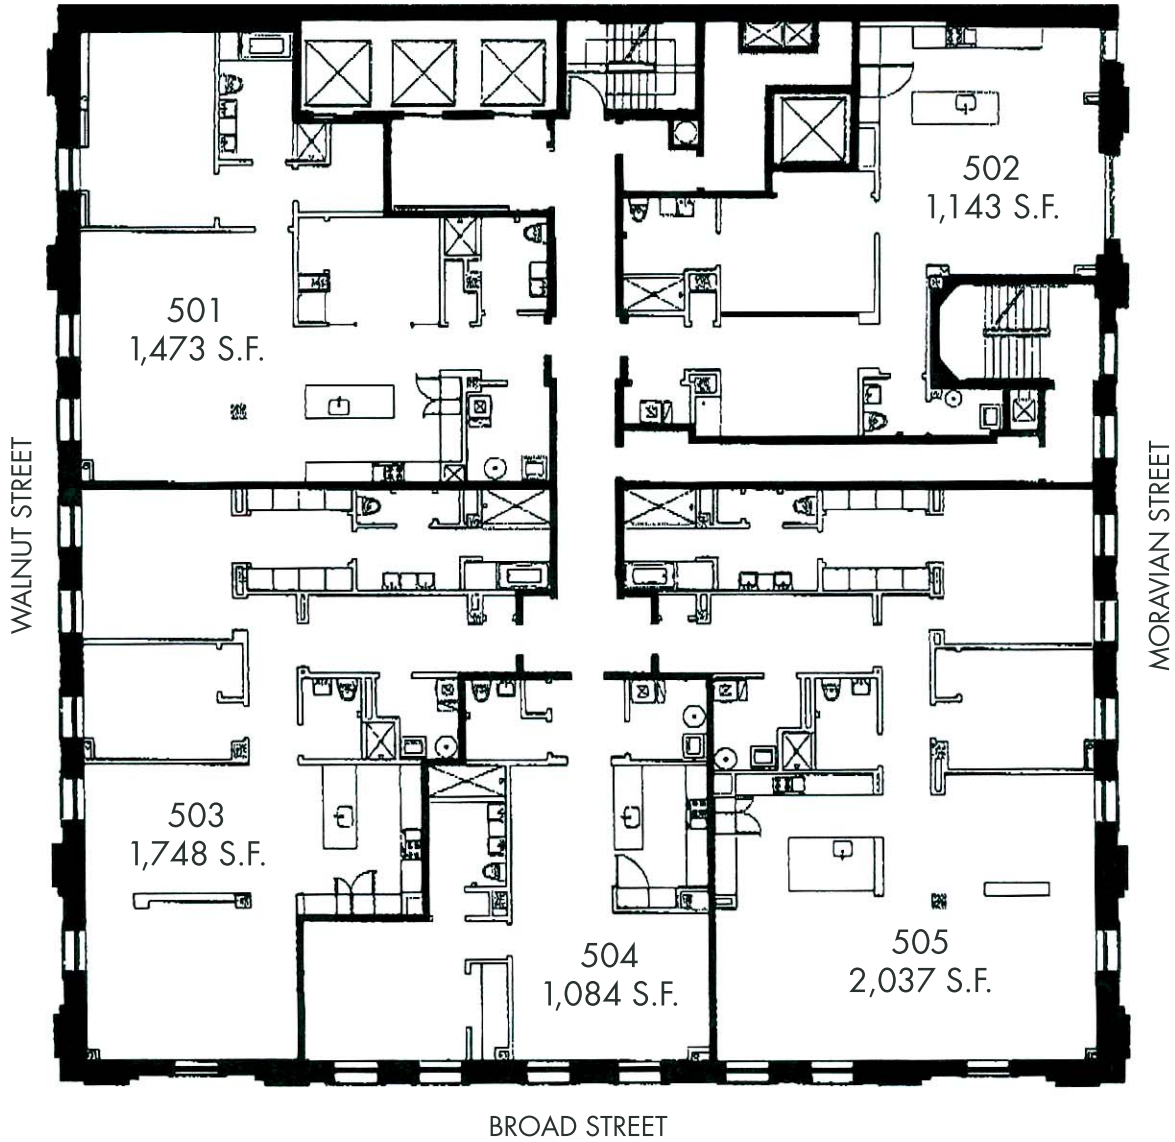 502
1,143 S.F.
501
1,473 S.F.
WALNUT STREET
MORAVIAN STREET
503
1,748 S.F.
504
1,084 S.F.
505
2,037 S.F.
BROAD STREET